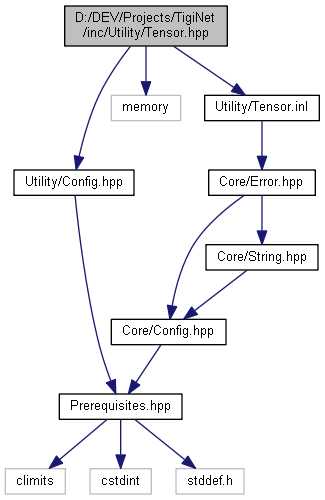 D:/DEV/Projects/TigiNet
/inc/Utility/Tensor.hpp
memory
Utility/Tensor.inl
Utility/Config.hpp
Core/Error.hpp
Core/String.hpp
Core/Config.hpp
Prerequisites.hpp
climits
cstdint
stddef.h